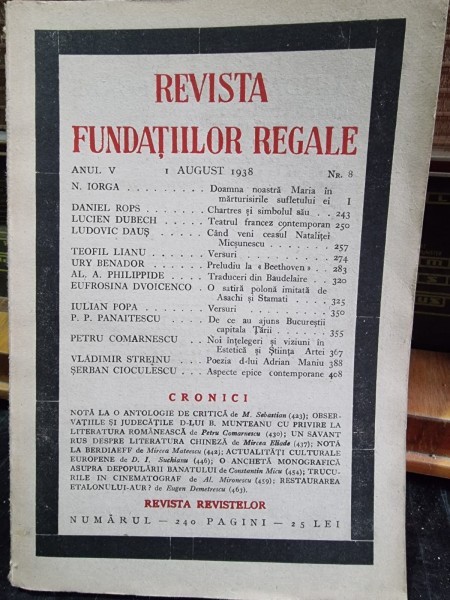 REVISTA
FUNDAȚIILOR REGALE
ANUL V 1 AUGUST 1938 NR. 8
N. IORGA . . . . . . . . . Doamna noastră Maria în
mărturisirile sufletului ei I
DANIEL ROPS . . . . . . . Chartres și simbolul său . . 243
LUCIEN DUBECH . . . . Teatrul francez contemporan 250
LUDOVIC DAUȘ . . . . . Când veni ceasul Nataliței
Micșunescu . . . . . . . 257
TEOFIL LIANU . . . . . . Versuri . . . . . . . . . . 274
URY BENADOR . . . . . . Preludiu la « Beethoven » . . 283
AL. A. PHILIPPIDE . . . . Traduceri din Baudelaire . . 320
EUFROSINA DVOICENCO . O satiră polonă imitată de
Asachi și Stamati . . . . 325
IULIAN POPA . . . . . . . Versuri . . . . . . . . . . 350
P. P. PANAITESCU . . . . De ce au ajuns Bucureștii
capitala Țării . . . . . . 355
PETRU COMARNESCU . . Noi înțelegeri și viziuni în
Estetică și Știința Artei 367
VLADIMIR STREINU . . . Poezia d-lui Adrian Maniu 388
ȘERBAN CIOCULESCU . . Aspecte epice contemporane 408
CRONICI
NOTĂ LA O ANTOLOGIE DE CRITICĂ de M. Sebastian (423); OBSER-
VAȚIILE ȘI JUDECĂȚILE D-LUI B. MUNTEANU CU PRIVIRE LA
LITERATURA ROMÂNEASCĂ de Petru Comarnescu (430); UN SAVANT
RUS DESPRE LITERATURA CHINEZĂ de Mircea Eliade (437); NOTĂ
LA BERDIAEFF de Mircea Mateescu (442); ACTUALITĂȚI CULTURALE
EUROPENE de D. I. Suchianu (446); O ANCHETĂ MONOGRAFICĂ
ASUPRA DEPOPULĂRII BANATULUI de Constantin Micu (454); TRUCU-
RILE IN CINEMATOGRAF de Al. Mironescu (459); RESTAURAREA
ETALONULUI-AUR? de Eugen Demetrescu (463).
REVISTA REVISTELOR
NUMĂRUL — 240 PAGINI — 25 LEI